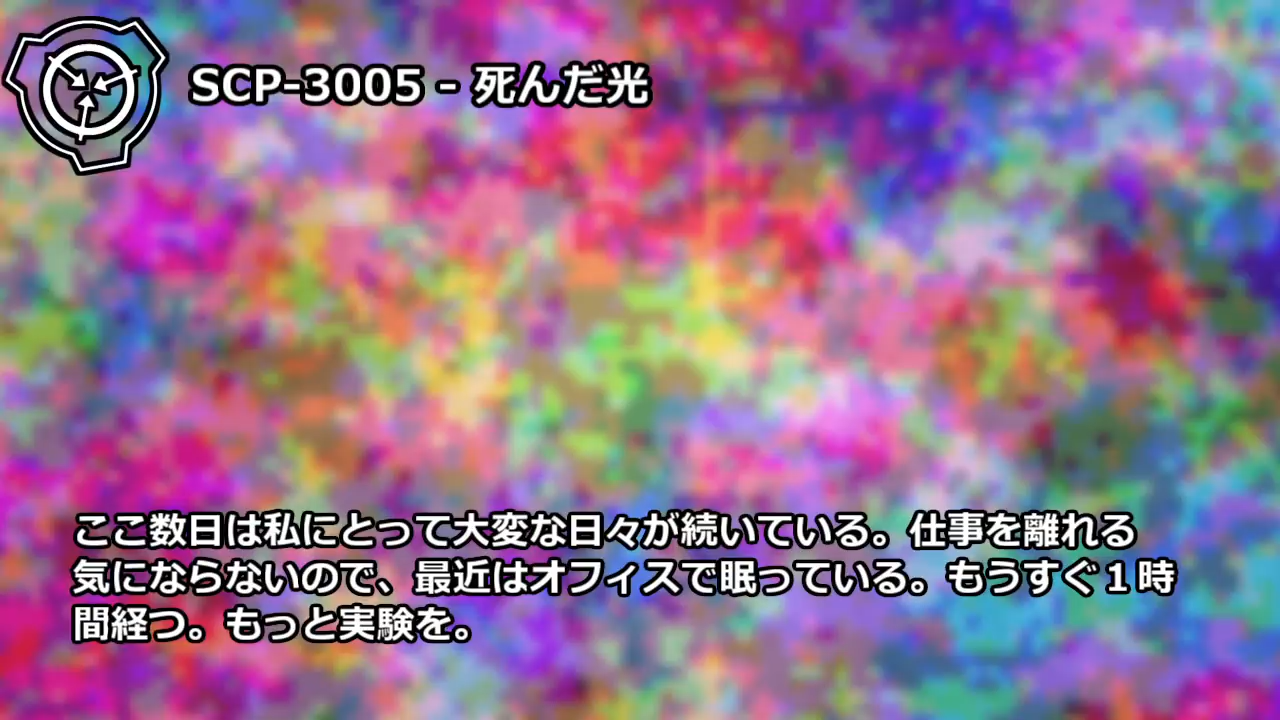 SCP-3005 - 死んだ光
ここ数日は私にとって大変な日々が続いている。仕事を離れる
気にならないので、最近はオフィスで眠っている。もうすぐ１時
間経つ。もっと実験を。